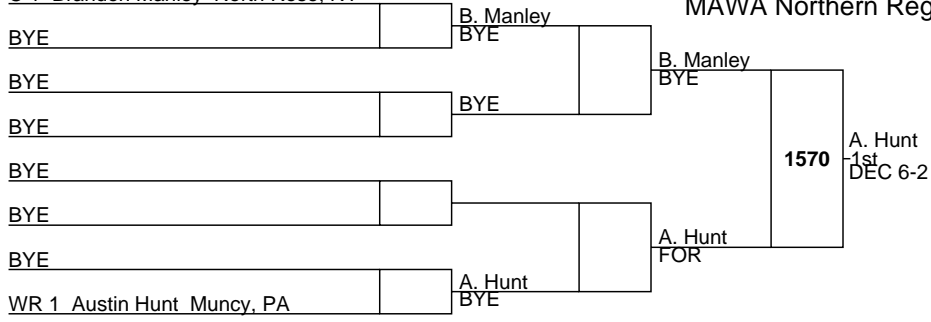 Manley
MAWA Northern Reg
B. Manley
BYE
BYE
B. Manley
BYE
BYE
BYE
BYE
A. Hunt
1570
1st
DEC 6-2
BYE
BYE
A. Hunt
FOR
BYE
A. Hunt
BYE
WR 1 Austin Hunt Muncy, PA